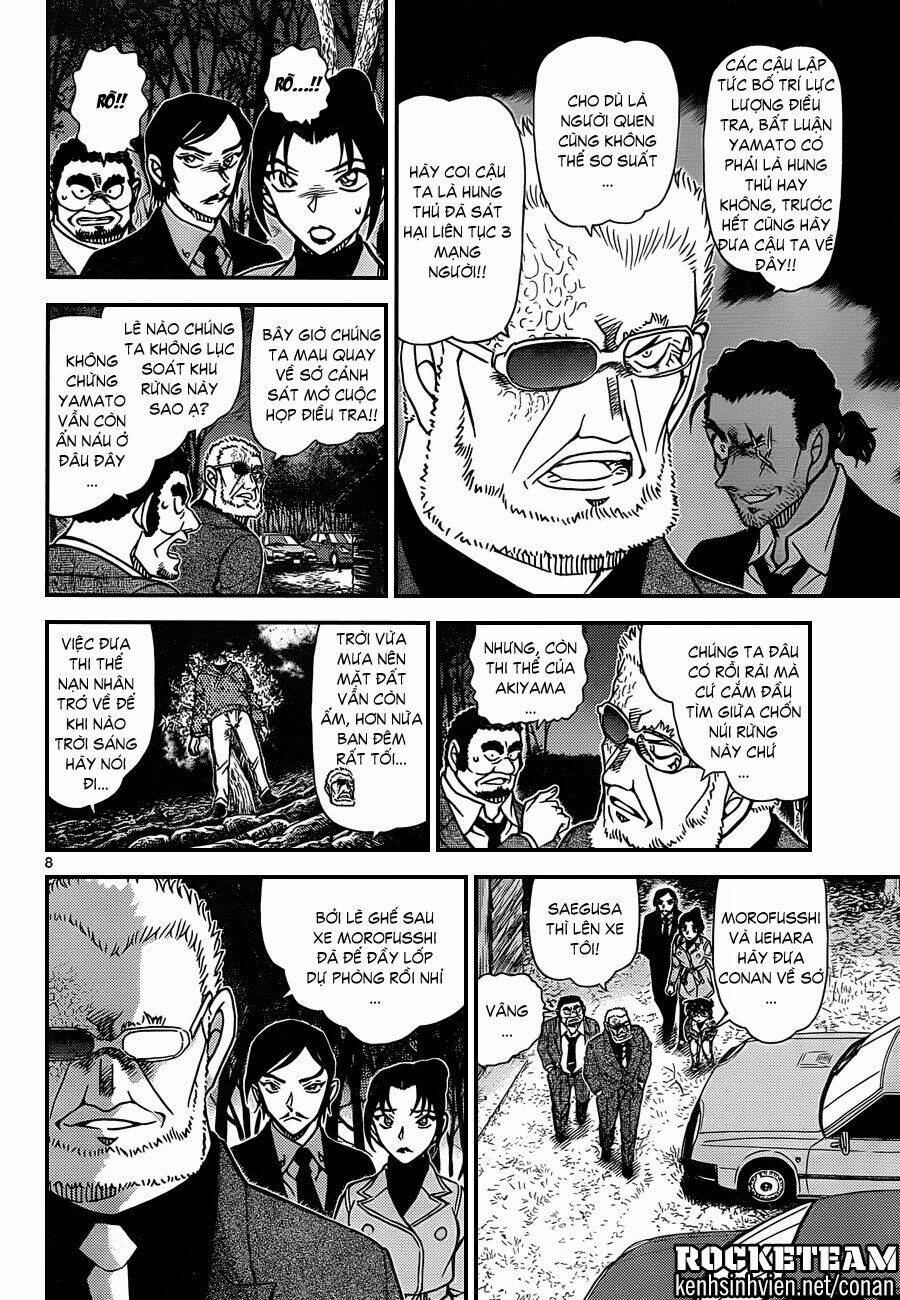 CÁC CẬU LẬP
TỨC BỐ TRÍ LỰC
LƯỢNG ĐIỀU
TRA, BẤT LUẬN
YAMATO CÓ
PHẢI LÀ HUNG
THỦ HAY
KHÔNG, TRƯỚC
HẾT CŨNG HÃY
ĐƯA CẬU TA VỀ
ĐÂY!!
CHO DÙ LÀ
NGƯỜI QUEN
CŨNG KHÔNG
THỂ SƠ SUẤT
...
HÃY COI CẬU
TA LÀ HUNG
THỦ ĐÃ SÁT
HẠI LIÊN TỤC 3
MẠNG
NGƯỜI!!
RÕ...!!
RÕ!!
BÂY GIỜ CHÚNG
TA MAU QUAY
VỀ SỞ CẢNH
SÁT MỞ CUỘC
HỌP ĐIỀU TRA!!
LẼ NÀO CHÚNG
TA KHÔNG LỤC
SOÁT KHU
RỪNG NÀY
SAO Ạ?
KHÔNG
CHỪNG
YAMATO
VẪN CÒN
ẨN NÁU Ở
ĐÂU ĐÂY
...
CHÚNG TA ĐÂU
CÓ RỖI RÃI MÀ
CỨ CẮM ĐẦU
TÌM GIỮA CHỐN
NÚI RỪNG
NÀY CHỨ
NHƯNG, CÒN
THI THỂ CỦA
AKIYAMA
...
TRỜI VỪA
MƯA NÊN
MẶT ĐẤT
VẪN CÒN
ẨM, HƠN NỮA
BAN ĐÊM
RẤT TỐI...
VIỆC ĐƯA
THI THỂ
NẠN NHÂN
TRỞ VỀ ĐỂ
KHI NÀO
TRỜI SÁNG
HÃY NÓI
ĐI...
8
MOROFUSSHI
VÀ UEHARA
HÃY ĐƯA
CONAN VỀ SỞ
SAEGUSA
THÌ LÊN XE
TÔI!
VÂNG
...
BỞI LẼ GHẾ SAU
XE MOROFUSSHI
ĐÃ ĐỂ ĐẦY LỐP
DỰ PHÒNG RỒI NHỈ
...
ROCKETEAM
kenhsinhvien.net/conan